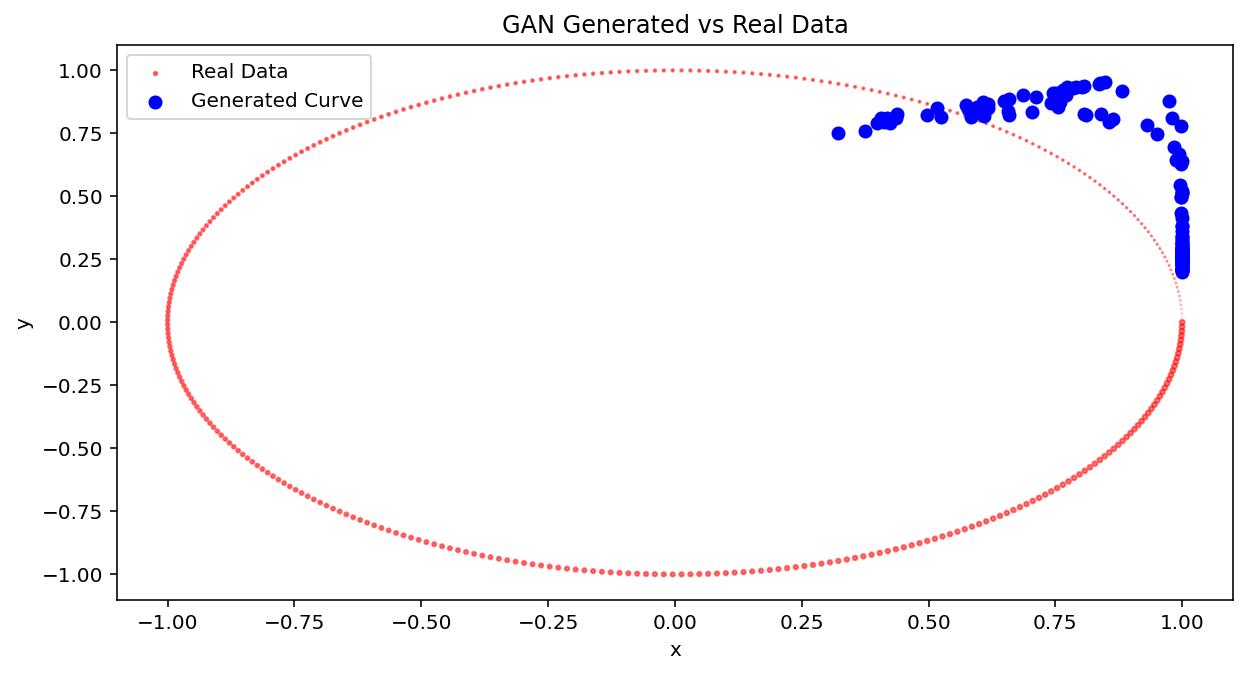 GAN Generated vs Real Data
Real Data
Generated Curve
1.00
0.75
0.50
0.25
0.00
−0.25
−0.50
−0.75
−1.00
y
−1.00 −0.75 −0.50 −0.25 0.00 0.25 0.50 0.75 1.00
x